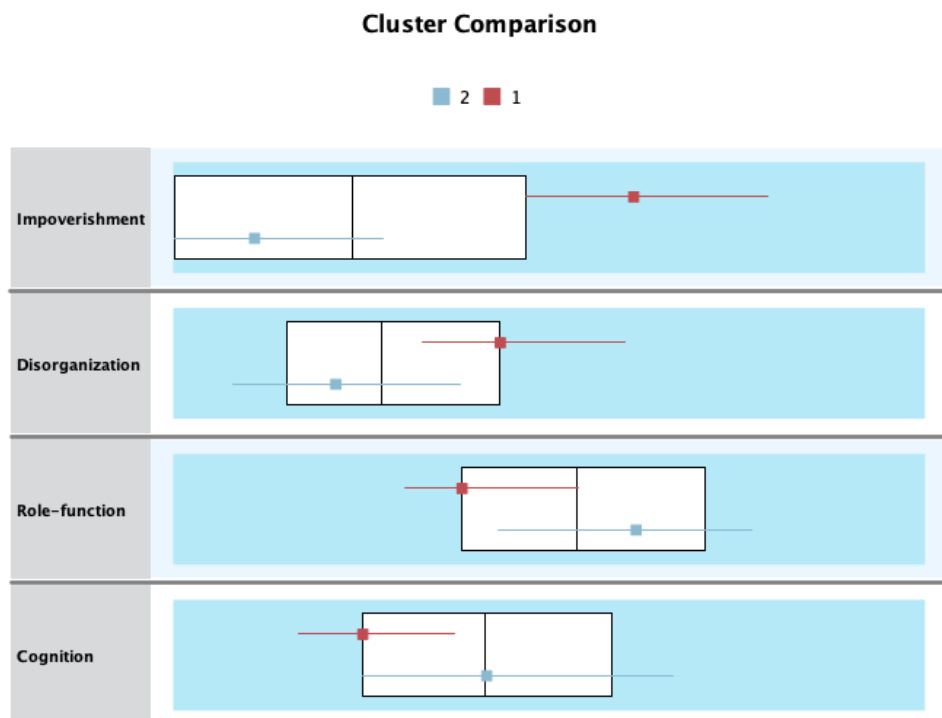 Cluster Comparison
2 1
Impoverishment
Disorganization
Role-function
Cognition